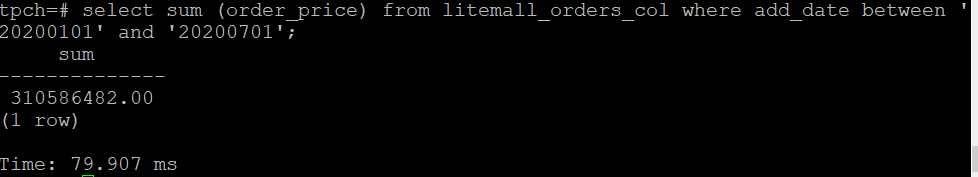 tpch=# select sum (order_price) from litemall_orders_col where add_date between '
20200101' and '20200701';
     sum
--------------
 310586482.00
(1 row)
Time: 79.907 ms